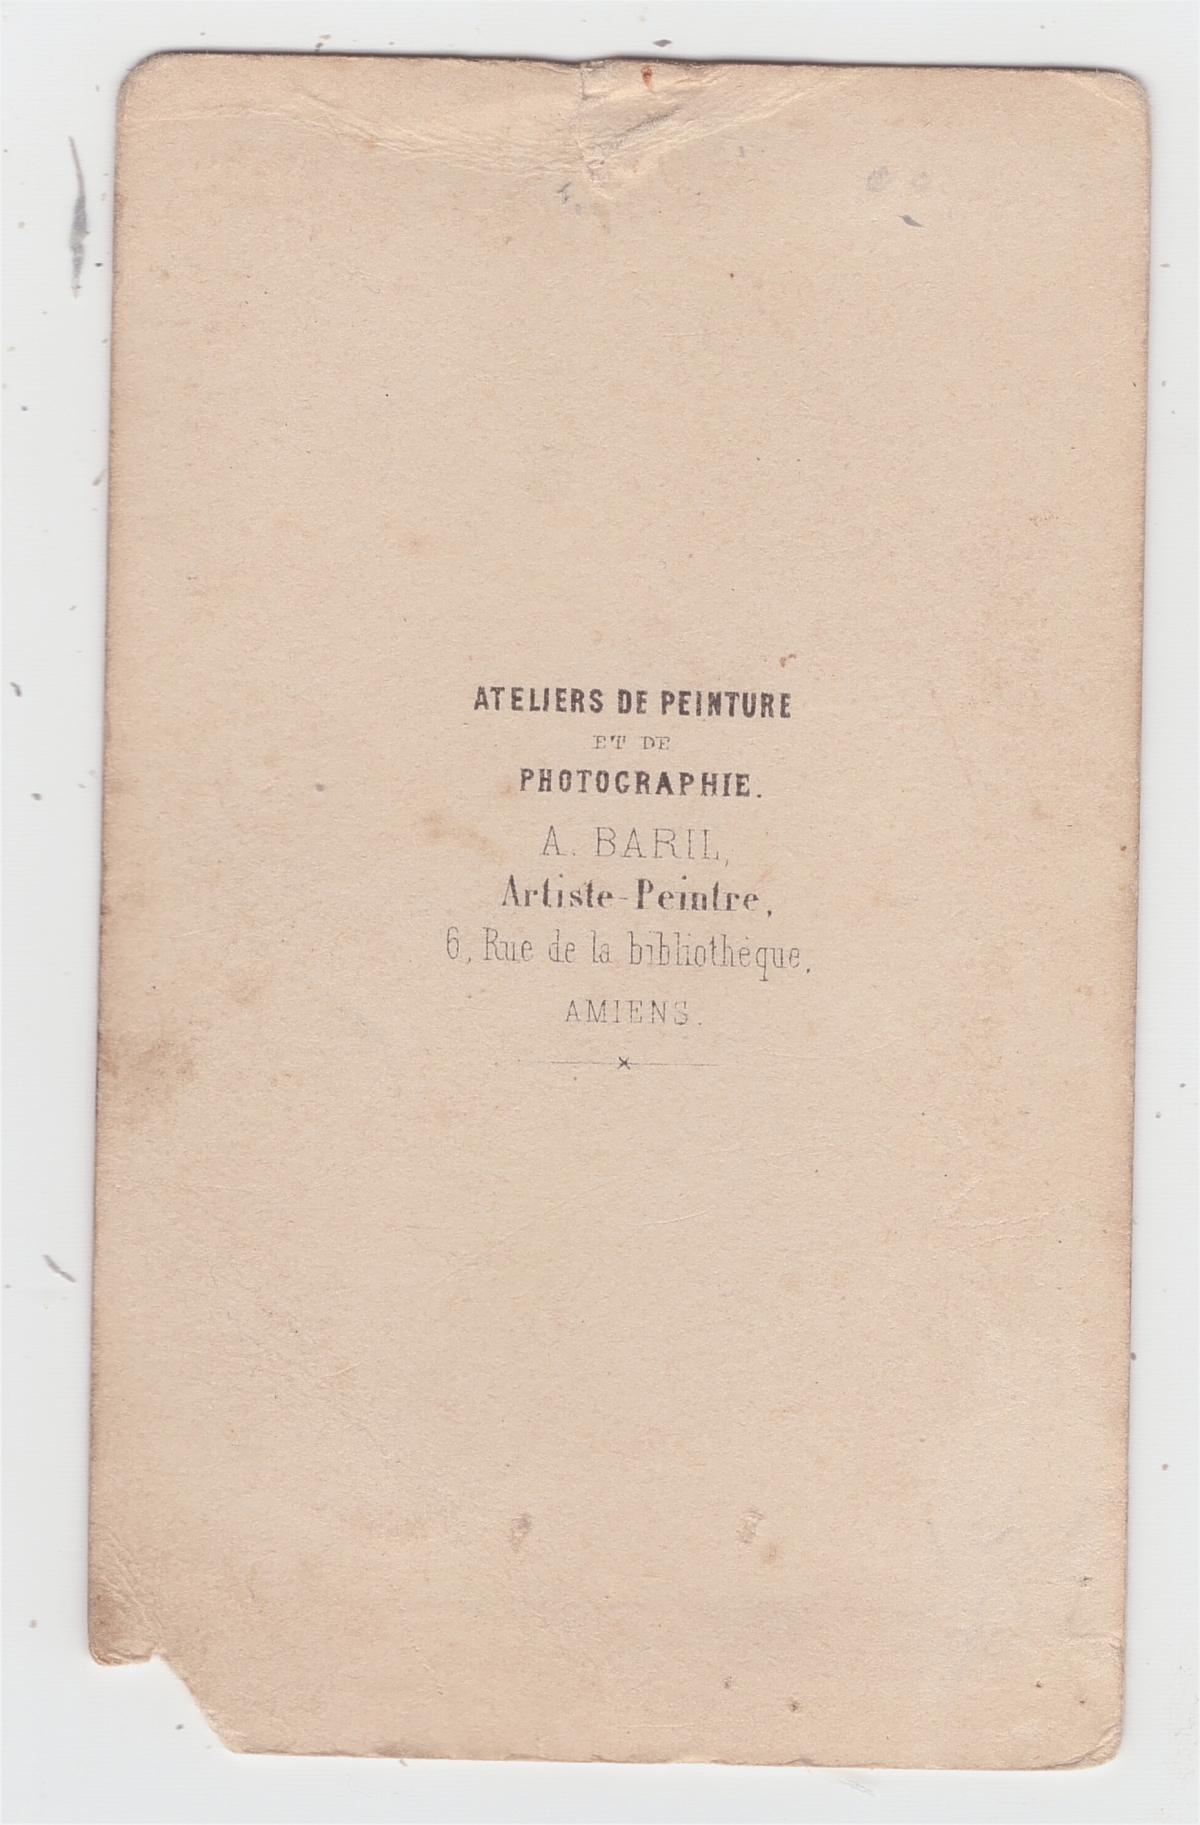 ATELIERS DE PEINTURE
ET DE
PHOTOGRAPHIE.
A. BARIL,
Artiste-Peintre,
6, Rue de la bibliothèque,
AMIENS.